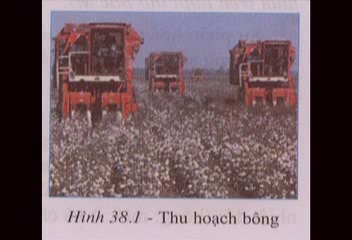 Hình 38.1 - Thu hoạch bông